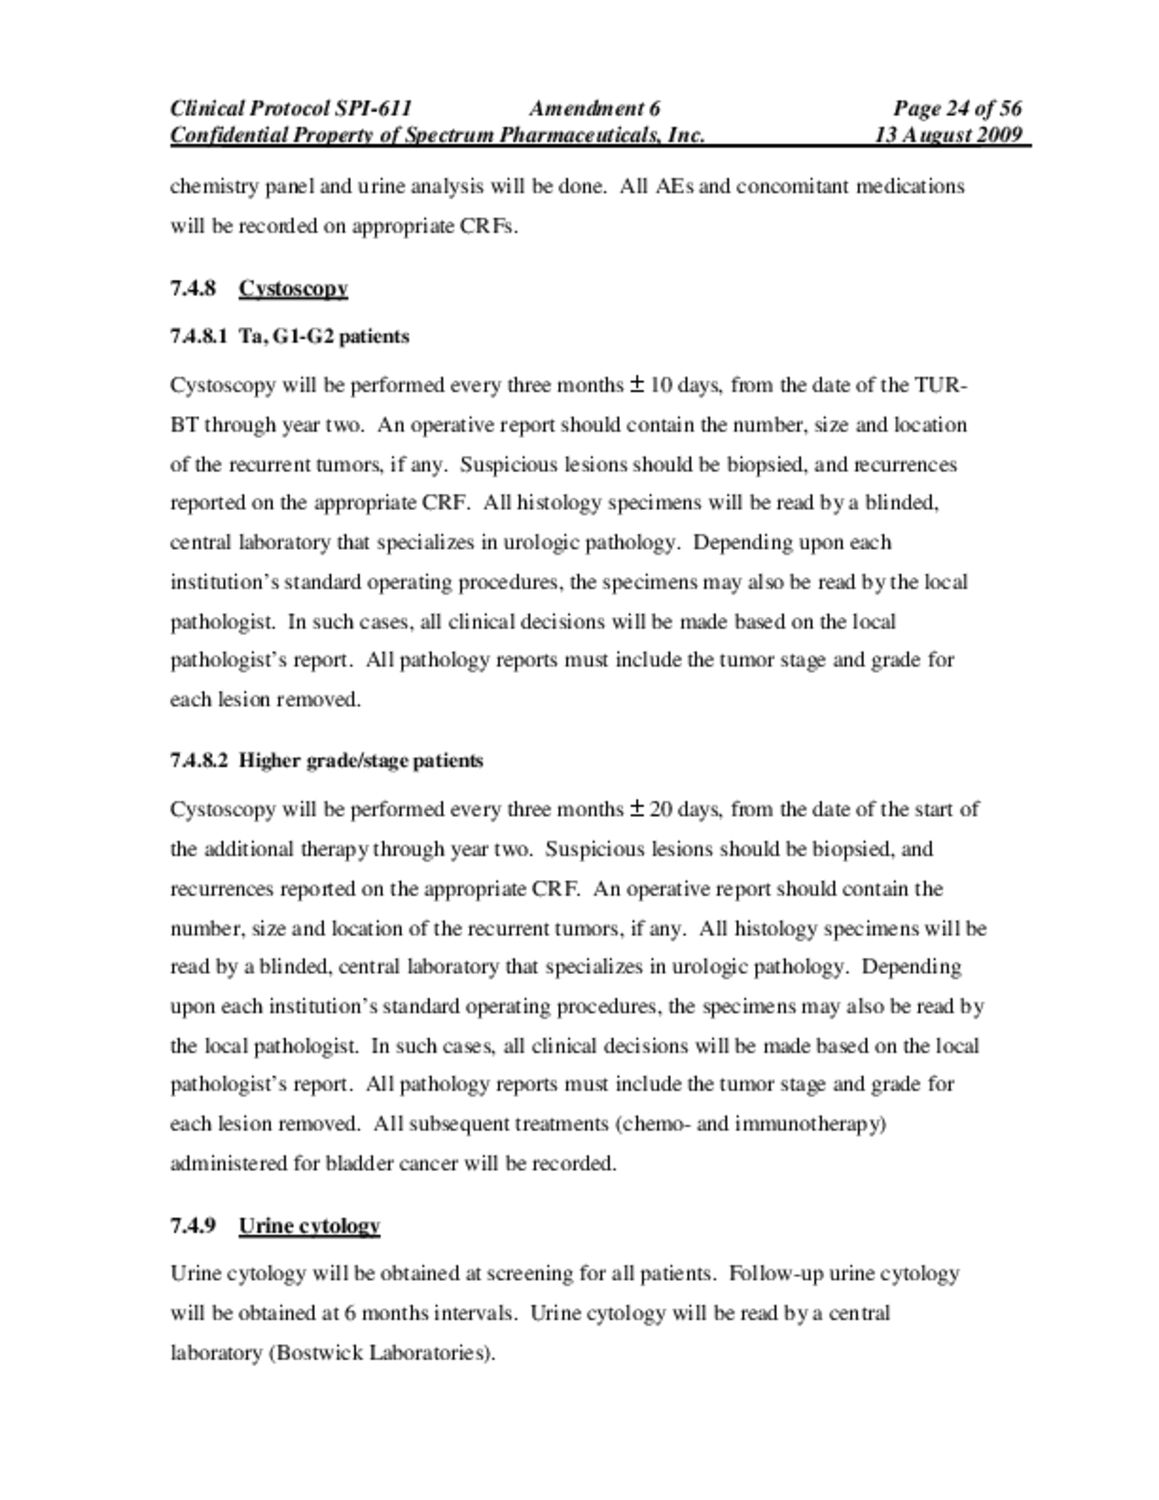 Clinical Protocol SPI-611 Amendment 6 Page 24 of 56
Confidential Property of Spectrum Pharmaceuticals, Inc. 13 August 2009
chemistry panel and urine analysis will be done. All AEs and concomitant medications
will be recorded on appropriate CRFs.
7.4.8 Cystoscopy
7.4.8.1 Ta, G1-G2 patients
Cystoscopy will be performed every three months ± 10 days, from the date of the TUR-
BT through year two. An operative report should contain the number, size and location
of the recurrent tumors, if any. Suspicious lesions should be biopsied, and recurrences
reported on the appropriate CRF. All histology specimens will be read by a blinded,
central laboratory that specializes in urologic pathology. Depending upon each
institution's standard operating procedures, the specimens may also be read by the local
pathologist. In such cases, all clinical decisions will be made based on the local
pathologist's report. All pathology reports must include the tumor stage and grade for
each lesion removed.
7.4.8.2 Higher grade/stage patients
Cystoscopy will be performed every three months ± 20 days, from the date of the start of
the additional therapy through year two. Suspicious lesions should be biopsied, and
recurrences reported on the appropriate CRF. An operative report should contain the
number, size and location of the recurrent tumors, if any. All histology specimens will be
read by a blinded, central laboratory that specializes in urologic pathology. Depending
upon each institution's standard operating procedures, the specimens may also be read by
the local pathologist. In such cases, all clinical decisions will be made based on the local
pathologist's report. All pathology reports must include the tumor stage and grade for
each lesion removed. All subsequent treatments (chemo- and immunotherapy)
administered for bladder cancer will be recorded.
7.4.9 Urine cytology
Urine cytology will be obtained at screening for all patients. Follow-up urine cytology
will be obtained at 6 months intervals. Urine cytology will be read by a central
laboratory (Bostwick Laboratories).